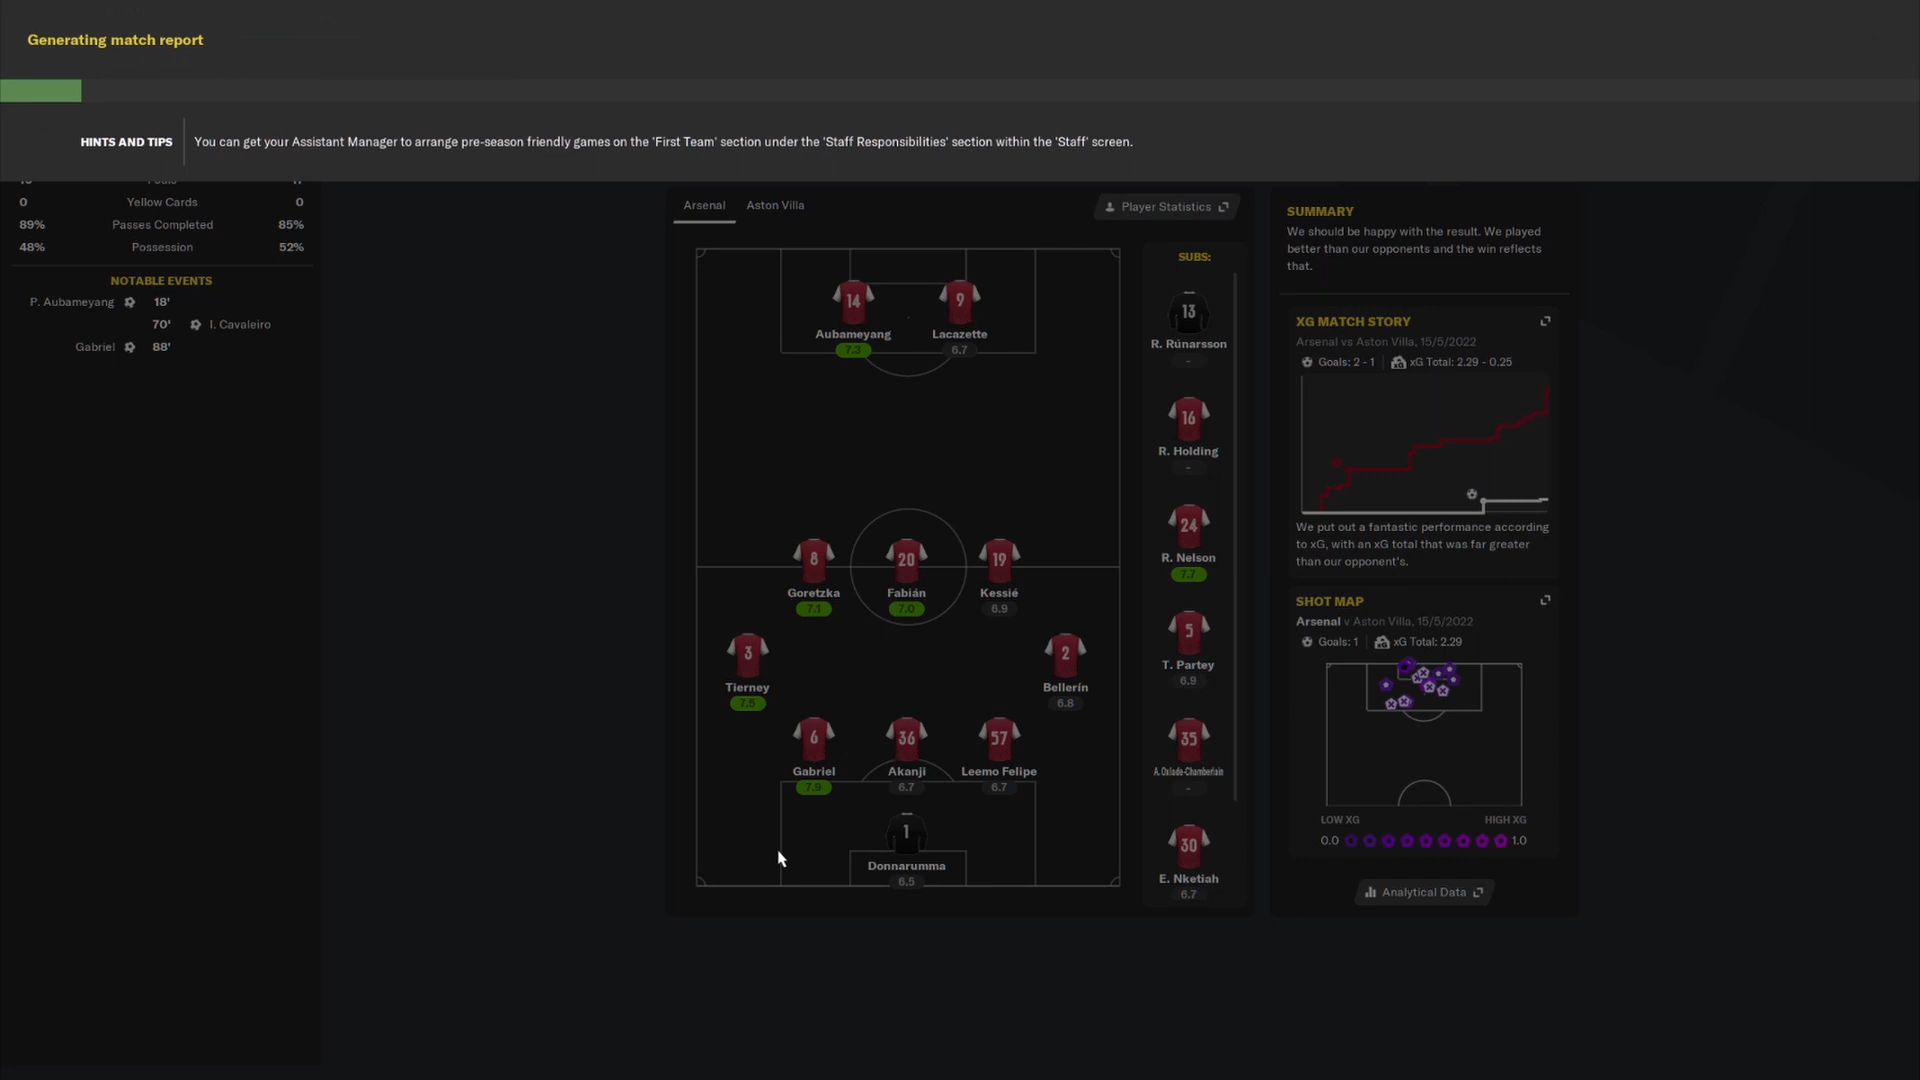 Generating match report
HINTS AND TIPS
You can get your Assistant Manager to arrange pre-season friendly games on the 'First Team' section under the 'Staff Responsibilities' section within the 'Staff' screen.
0 Yellow Cards 0
89% Passes Completed 85%
48% Possession 52%
NOTABLE EVENTS
P. Aubameyang 18'
70' I. Cavaleiro
Gabriel 88'
Arsenal Aston Villa
Player Statistics
14
Aubameyang
7.3
9
Lacazette
6.7
8
Goretzka
7.1
20
Fabián
7.0
19
Kessié
6.9
3
Tierney
7.5
2
Bellerín
6.8
6
Gabriel
7.9
36
Akanji
6.7
57
Leemo Felipe
6.7
1
Donnarumma
6.5
SUBS:
13
R. Rúnarsson
-
16
R. Holding
-
24
R. Nelson
7.7
5
T. Partey
6.9
35
-
30
E. Nketiah
6.7
SUMMARY
We should be happy with the result. We played
better than our opponents and the win reflects
that.
XG MATCH STORY
Arsenal vs Aston Villa, 15/5/2022
Goals: 2 - 1 xG Total: 2.29 - 0.25
We put out a fantastic performance according
to xG, with an xG total that was far greater
than our opponent's.
SHOT MAP
Arsenal v Aston Villa, 15/5/2022
Goals: 1 xG Total: 2.29
LOW XG HIGH XG
0.0 1.0
Analytical Data